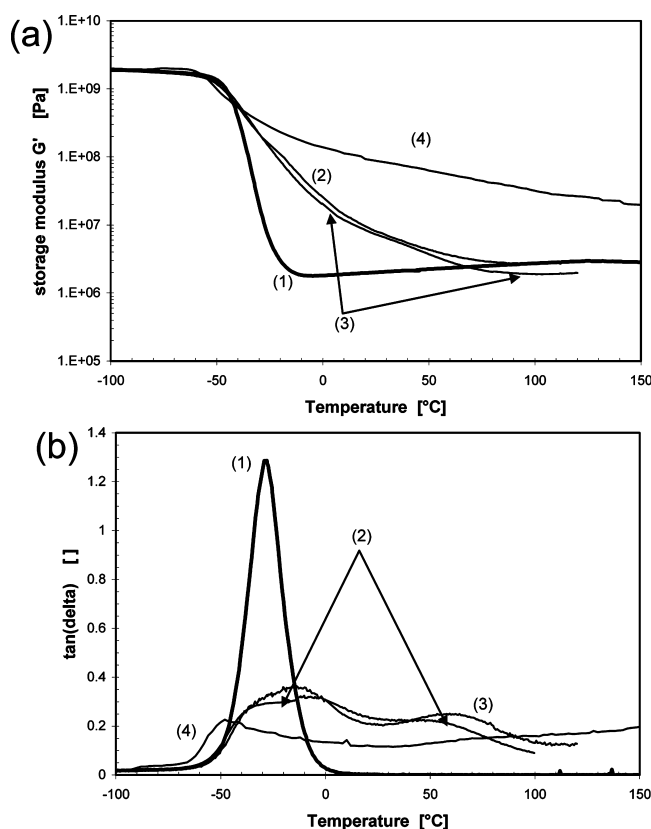 (a)
storage modulus G' [Pa]
1.E+10
1.E+09
1.E+08
1.E+07
1.E+06
1.E+05
(4)
(2)
(1)
(3)
-100 -50 0 50 100 150
Temperature [°C]
(b)
tan(delta) [ ]
1.4
1.2
1
0.8
0.6
0.4
0.2
0
(1)
(2)
(3)
(4)
-100 -50 0 50 100 150
Temperature [°C]